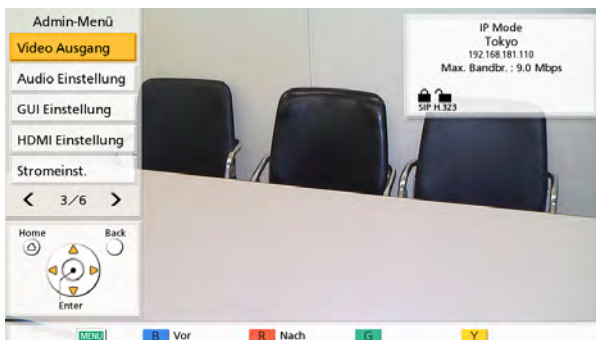 Admin-Menü
Video Ausgang
Audio Einstellung
GUI Einstellung
HDMI Einstellung
Stromeinst.
< 3/6 >
Home Back
Enter
IP Mode
Tokyo
192.168.181.110
Max. Bandbr. : 9.0 Mbps
SIP H.323
MENU B Vor R Nach G Y